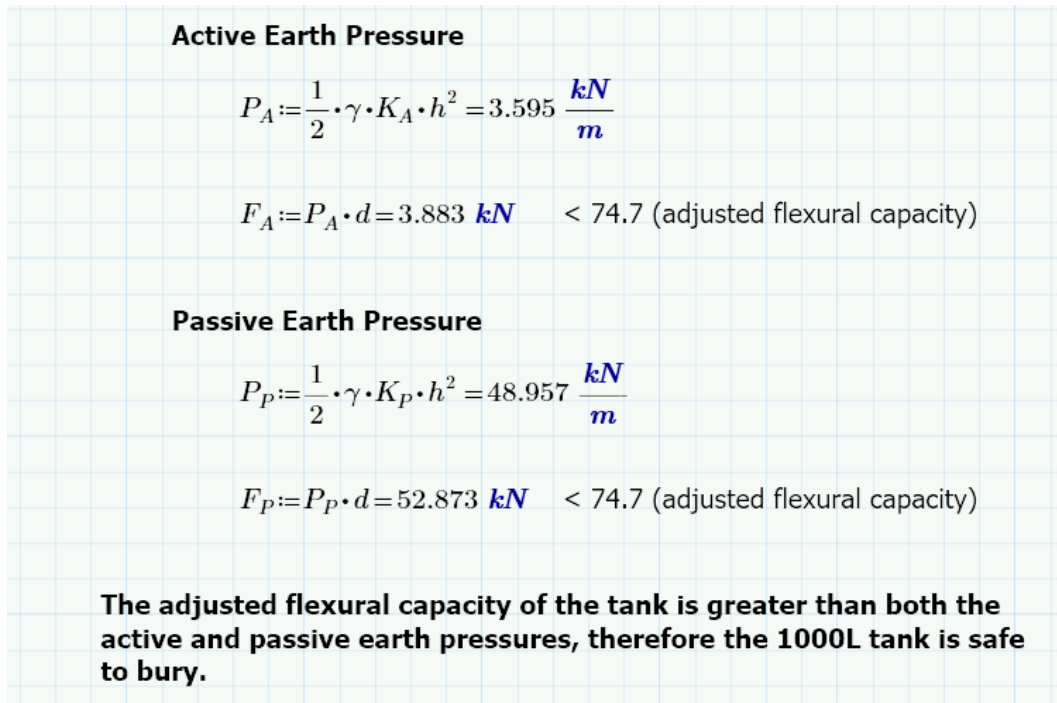 Active Earth Pressure
P_A := 1/2 · γ · K_A · h² = 3.595 kN/m
F_A := P_A · d = 3.883 kN < 74.7 (adjusted flexural capacity)
Passive Earth Pressure
P_P := 1/2 · γ · K_P · h² = 48.957 kN/m
F_P := P_P · d = 52.873 kN < 74.7 (adjusted flexural capacity)
The adjusted flexural capacity of the tank is greater than both the
active and passive earth pressures, therefore the 1000L tank is safe
to bury.